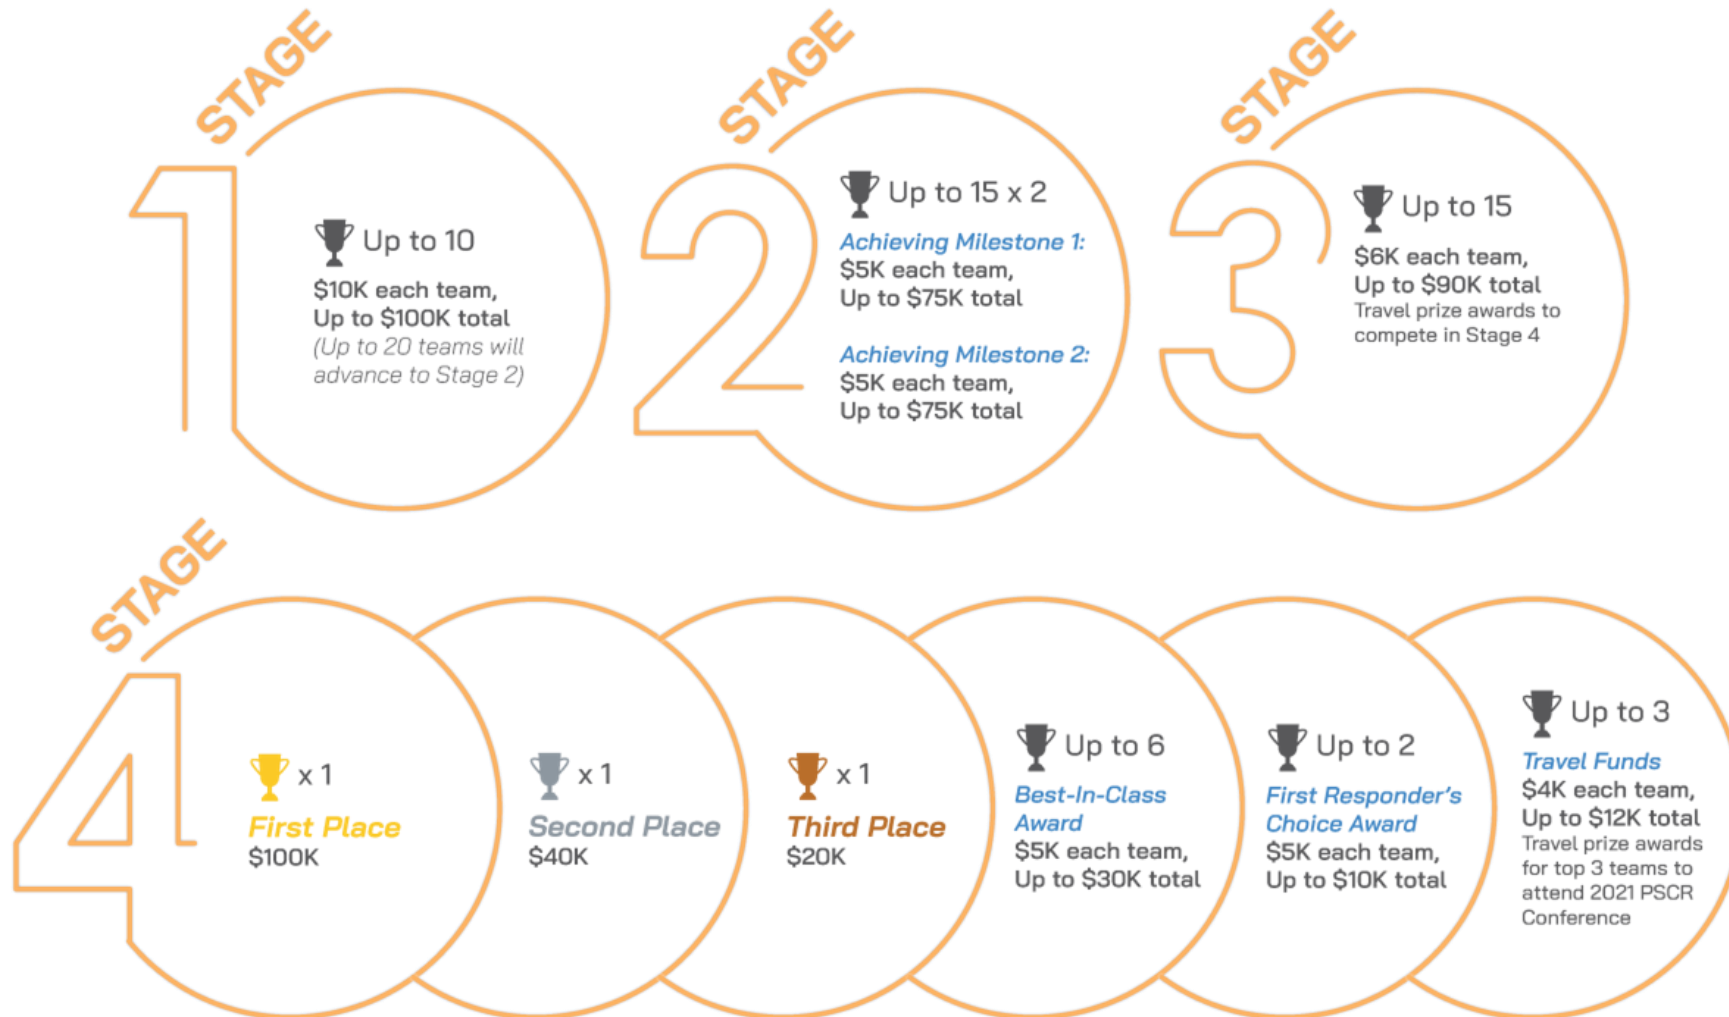 STAGE
1
Up to 10
$10K each team,
Up to $100K total
(Up to 20 teams will
advance to Stage 2)
STAGE
2
Up to 15 x 2
Achieving Milestone 1:
$5K each team,
Up to $75K total
Achieving Milestone 2:
$5K each team,
Up to $75K total
STAGE
3
Up to 15
$6K each team,
Up to $90K total
Travel prize awards to
compete in Stage 4
STAGE
4
x 1
First Place
$100K
x 1
Second Place
$40K
x 1
Third Place
$20K
Up to 6
Best-In-Class
Award
$5K each team,
Up to $30K total
Up to 2
First Responder's
Choice Award
$5K each team,
Up to $10K total
Up to 3
Travel Funds
$4K each team,
Up to $12K total
Travel prize awards
for top 3 teams to
attend 2021 PSCR
Conference